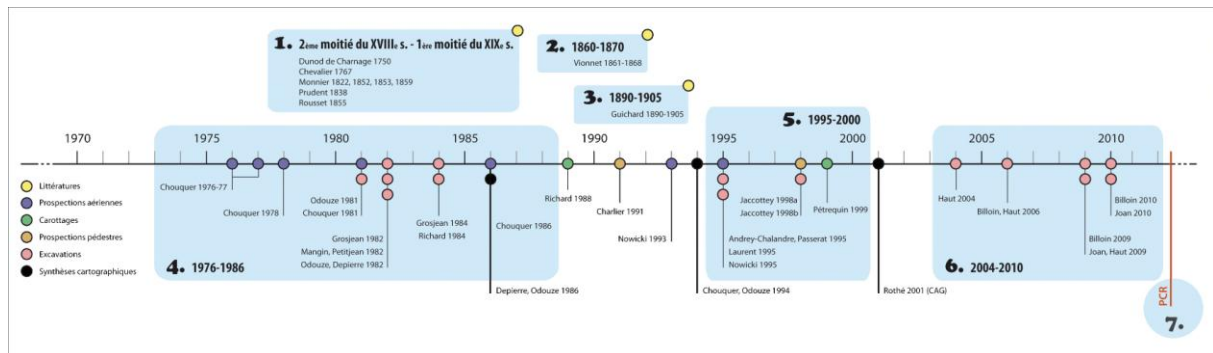 1. 2ème moitié du XVIIIe s. - 1ère moitié du XIXe s.
Dunod de Charnage 1750
Chevalier 1767
Monnier 1822, 1852, 1853, 1859
Prudent 1838
Rousset 1855
2. 1860-1870
Vionnet 1861-1868
3. 1890-1905
Guichard 1890-1905
5. 1995-2000
1970
1975
1980
1985
1990
1995
2000
2005
2010
Littératures
Prospections aériennes
Carottages
Prospections pédestres
Excavations
Synthèses cartographiques
Chouquer 1976-77
Chouquer 1978
Odouze 1981
Chouquer 1981
Grosjean 1982
Mangin, Petitjean 1982
Odouze, Depierre 1982
Grosjean 1984
Richard 1984
Chouquer 1986
Depierre, Odouze 1986
4. 1976-1986
Richard 1988
Charlier 1991
Nowicki 1993
Chouquer, Odouze 1994
Andrey-Chalandre, Passerat 1995
Laurent 1995
Nowicki 1995
Jaccottey 1998a
Jaccottey 1998b
Pétrequin 1999
Rothé 2001 (CAG)
Haut 2004
Billoin, Haut 2006
Billoin 2009
Joan, Haut 2009
Billoin 2010
Joan 2010
6. 2004-2010
PCR
7.